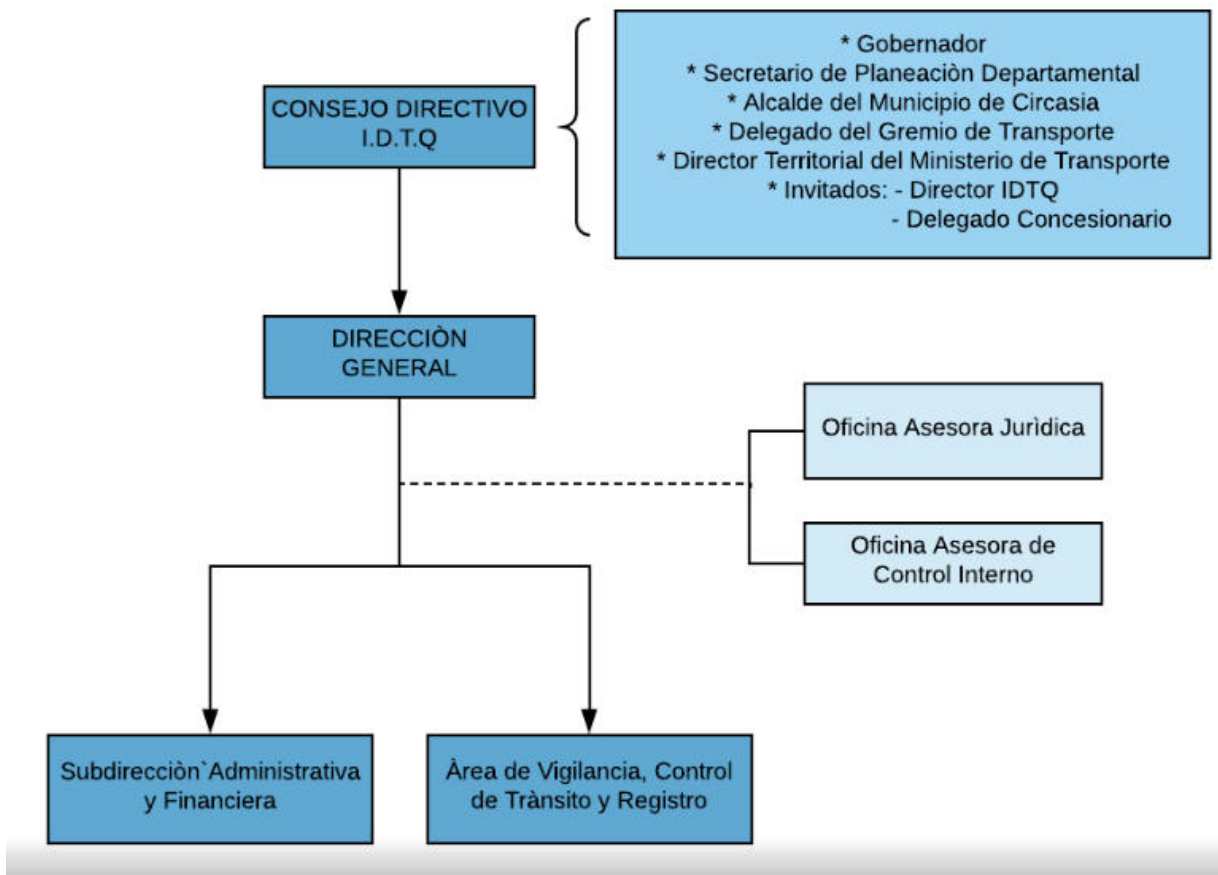 * Gobernador
* Secretario de Planeaciòn Departamental
* Alcalde del Municipio de Circasia
* Delegado del Gremio de Transporte
* Director Territorial del Ministerio de Transporte
* Invitados: - Director IDTQ
- Delegado Concesionario
CONSEJO DIRECTIVO
I.D.T.Q
DIRECCIÒN
GENERAL
Oficina Asesora Jurìdica
Oficina Asesora de
Control Interno
Subdirecciòn`Administrativa
y Financiera
Àrea de Vigilancia, Control
de Trànsito y Registro